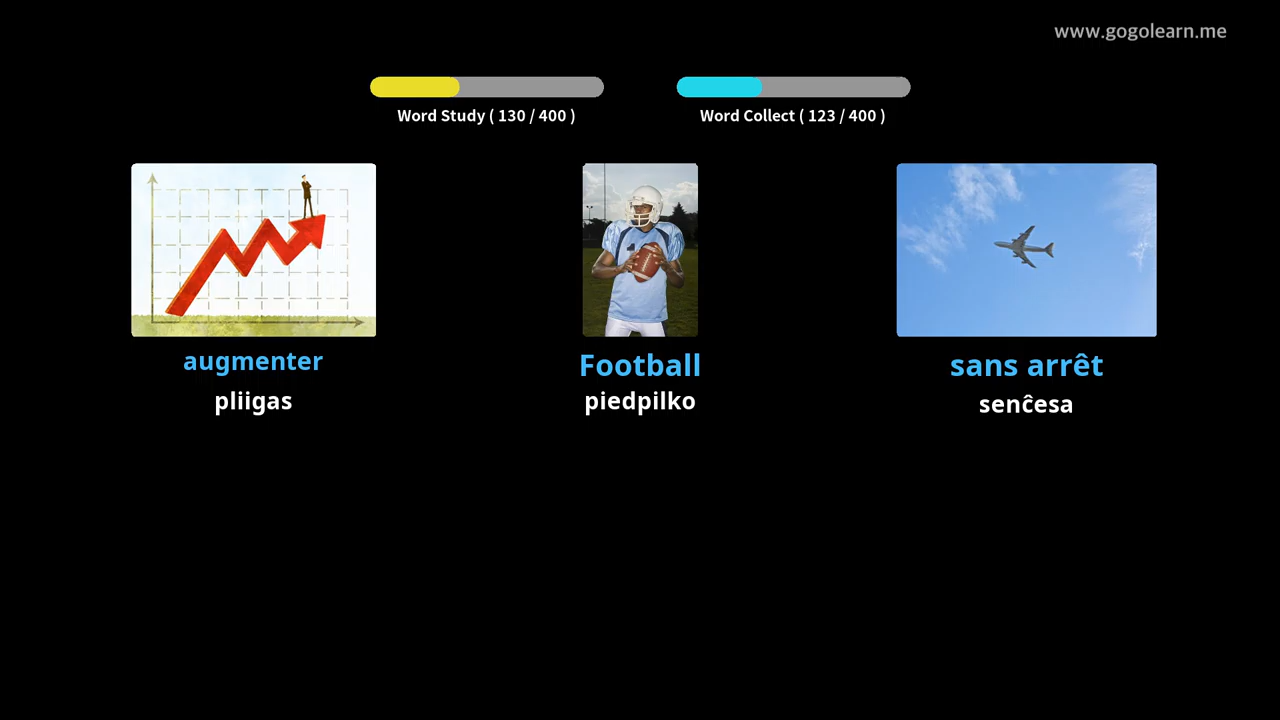 www.gogolearn.me
Word Study ( 130 / 400 )
Word Collect ( 123 / 400 )
augmenter
pliigas
Football
piedpilko
sans arrêt
senĉesa